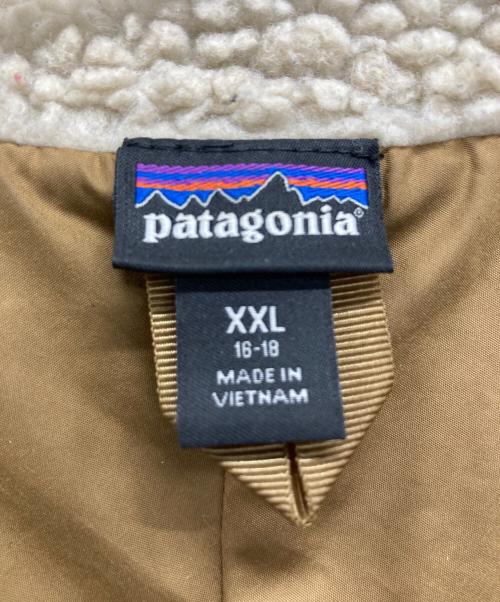 patagonia®
XXL
16-18
MADE IN
VIETNAM